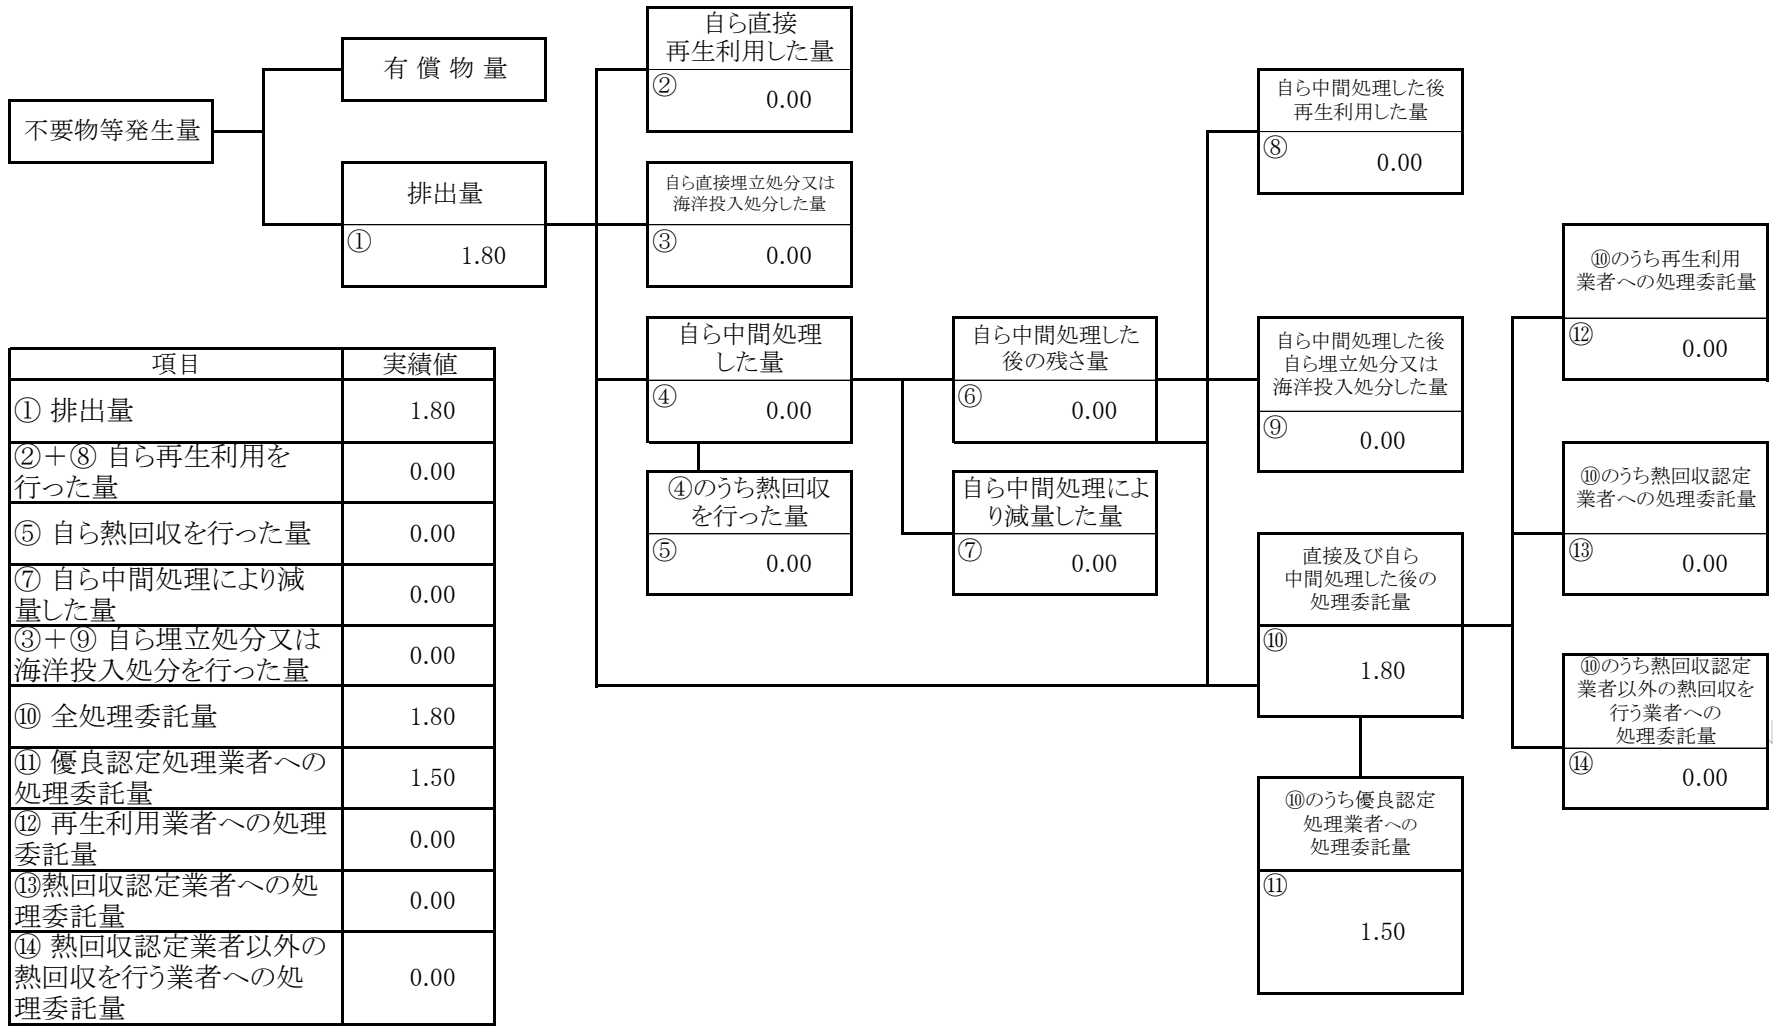 不要物等発生量
有 償 物 量
排出量
①
1.80
自ら直接
再生利用した量
②
0.00
自ら直接埋立処分又は
海洋投入処分した量
③
0.00
自ら中間処理
した量
④
0.00
④のうち熱回収
を行った量
⑤
0.00
自ら中間処理した
後の残さ量
⑥
0.00
自ら中間処理によ
り減量した量
⑦
0.00
自ら中間処理した後
再生利用した量
⑧
0.00
自ら中間処理した後
自ら埋立処分又は
海洋投入処分した量
⑨
0.00
直接及び自ら
中間処理した後の
処理委託量
⑩
1.80
⑩のうち優良認定
処理業者への
処理委託量
⑪
1.50
⑩のうち再生利用
業者への処理委託量
⑫
0.00
⑩のうち熱回収認定
業者への処理委託量
⑬
0.00
⑩のうち熱回収認定
業者以外の熱回収を
行う業者への
処理委託量
⑭
0.00
項目 実績値
① 排出量 1.80
②＋⑧ 自ら再生利用を
行った量
0.00
⑤ 自ら熱回収を行った量 0.00
⑦ 自ら中間処理により減
量した量
0.00
③＋⑨ 自ら埋立処分又は
海洋投入処分を行った量
0.00
⑩ 全処理委託量 1.80
⑪ 優良認定処理業者への
処理委託量
1.50
⑫ 再生利用業者への処理
委託量
0.00
⑬熱回収認定業者への処
理委託量
0.00
⑭ 熱回収認定業者以外の
熱回収を行う業者への処
理委託量
0.00